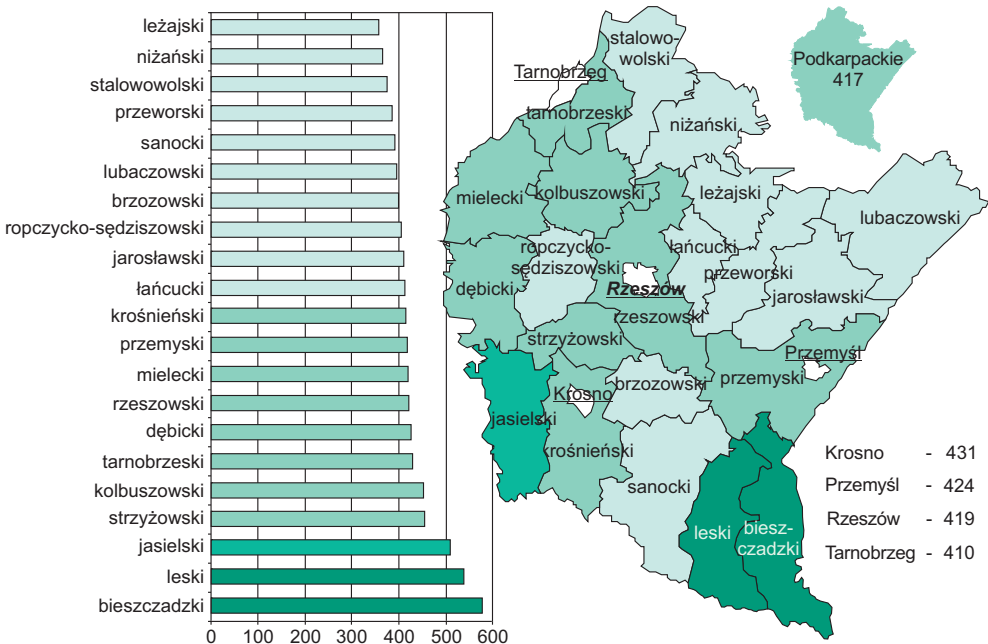 leżajski
niżański
stalowowolski
przeworski
sanocki
lubaczowski
brzozowski
ropczycko-sędziszowski
jarosławski
łańcucki
krośnieński
przemyski
mielecki
rzeszowski
dębicki
tarnobrzeski
kolbuszowski
strzyżowski
jasielski
leski
bieszczadzki
0 100 200 300 400 500 600
stalowo-
wolski
Tarnobrzeg
tarnobrzeski
niżański
mielecki
kolbuszowski
leżajski
lubaczowski
ropczycko-
sędziszowski
łańcucki
przeworski
dębicki
Rzeszów
jarosławski
rzeszowski
strzyżowski
Przemyśl
przemyski
Krosno
brzozowski
jasielski
krośnieński
sanocki
leski
biesz-
czadzki
Podkarpackie
417
Krosno - 431
Przemyśl - 424
Rzeszów - 419
Tarnobrzeg - 410